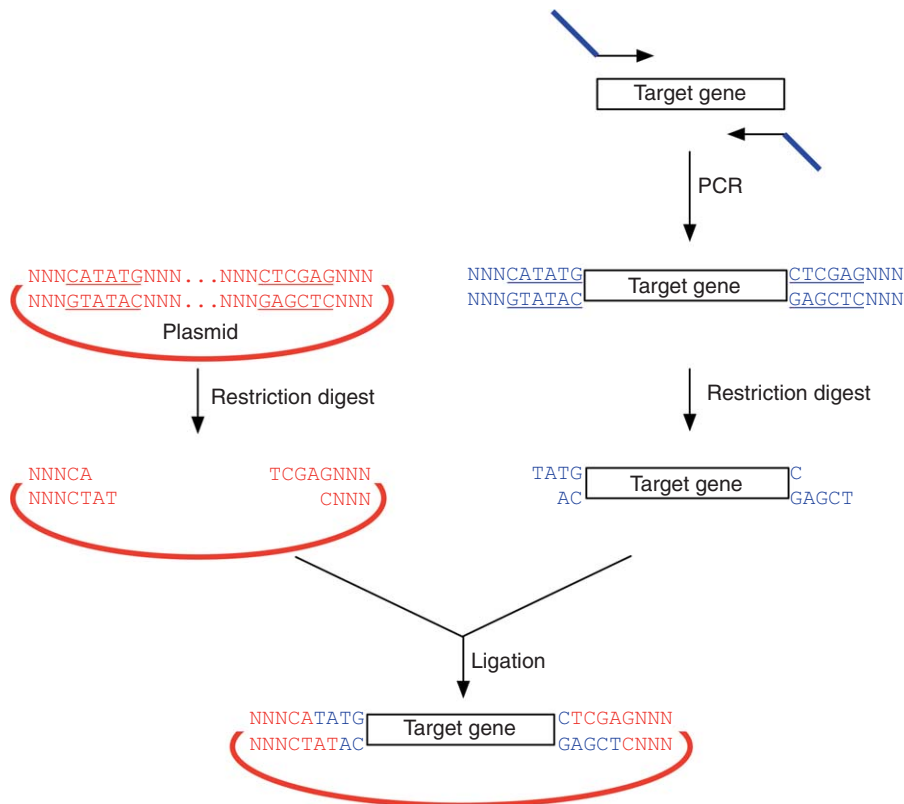 Target gene
PCR
NNNCATATGNNN...NNNCTCGAGNNN
NNNGTATACNNN...NNNGAGCTCNNN
Plasmid
NNNCATATG CTCGAGNNN
Target gene
NNNGTATAC GAGCTCNNN
Restriction digest
Restriction digest
NNNCA TCGAGNNN
NNNCTAT CNNN
TATG C
Target gene
AC GAGCT
Ligation
NNNCATATG CTCGAGNNN
Target gene
NNNCTATAC GAGCTCNNN